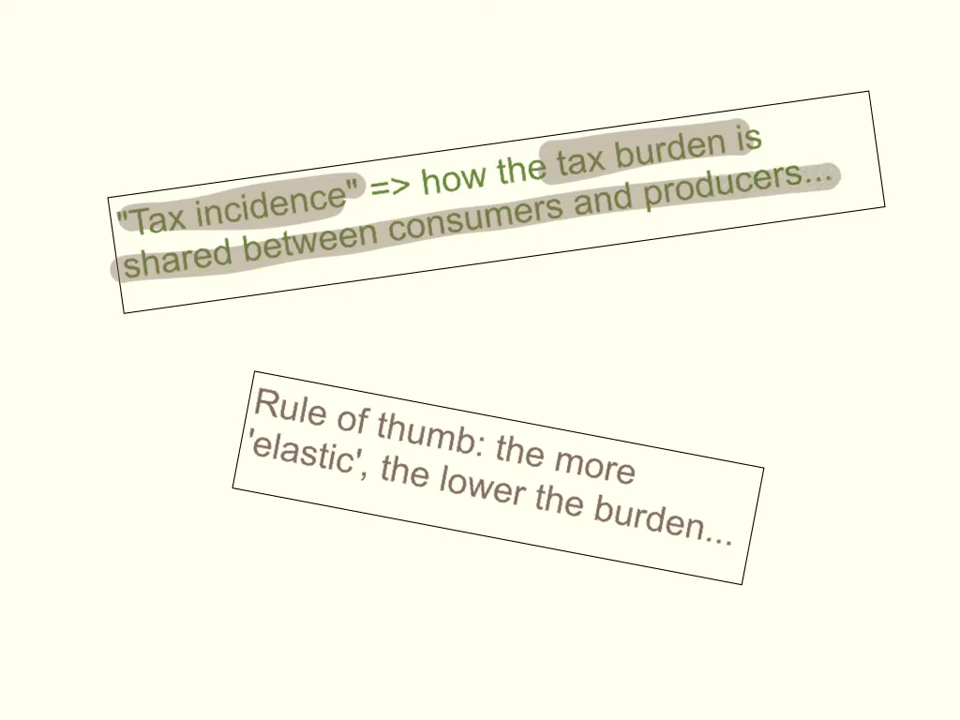 "Tax incidence" => how the tax burden is
shared between consumers and producers...
Rule of thumb: the more
'elastic', the lower the burden...